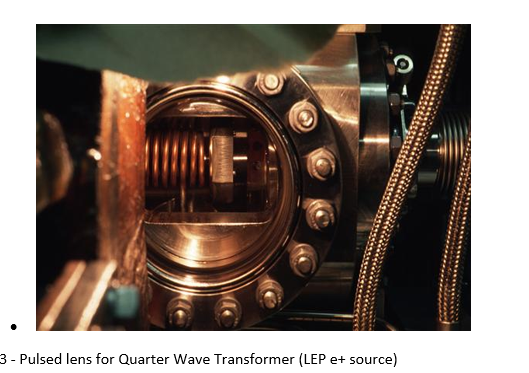 3 - Pulsed lens for Quarter Wave Transformer (LEP e+ source)